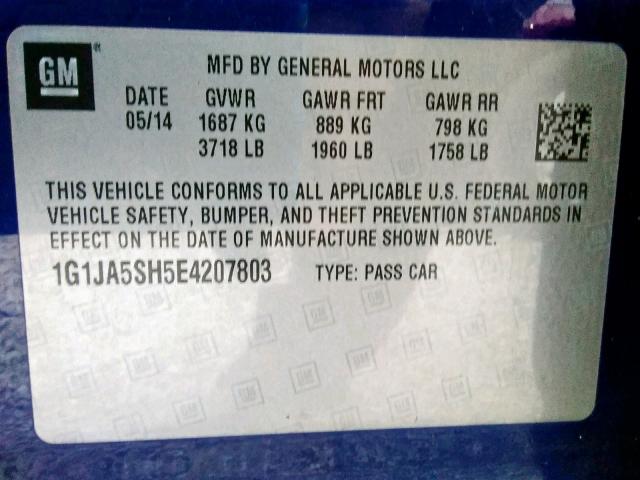 GM
MFD BY GENERAL MOTORS LLC
DATE GVWR GAWR FRT GAWR RR
05/14 1687 KG 889 KG 798 KG
3718 LB 1960 LB 1758 LB
THIS VEHICLE CONFORMS TO ALL APPLICABLE U.S. FEDERAL MOTOR
VEHICLE SAFETY, BUMPER, AND THEFT PREVENTION STANDARDS IN
EFFECT ON THE DATE OF MANUFACTURE SHOWN ABOVE.
1G1JA5SH5E4207803 TYPE: PASS CAR